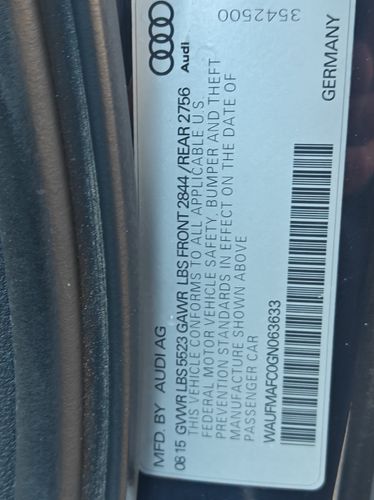 MFD. BY AUDI AG
Audi
08 15 GVWR LBS 5523 GAWR LBS FRONT 2844 / REAR 2756
THIS VEHICLE CONFORMS TO ALL APPLICABLE U.S.
FEDERAL MOTOR VEHICLE SAFETY, BUMPER AND THEFT
PREVENTION STANDARDS IN EFFECT ON THE DATE OF
MANUFACTURE SHOWN ABOVE
PASSENGER CAR
WAUFMAFC0GN063633
GERMANY
3542500